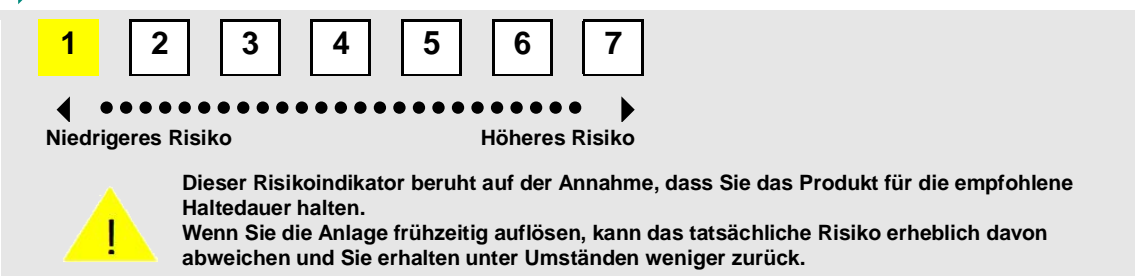 1 2 3 4 5 6 7
Niedrigeres Risiko Höheres Risiko
Dieser Risikoindikator beruht auf der Annahme, dass Sie das Produkt für die empfohlene
Haltedauer halten.
Wenn Sie die Anlage frühzeitig auflösen, kann das tatsächliche Risiko erheblich davon
abweichen und Sie erhalten unter Umständen weniger zurück.
!